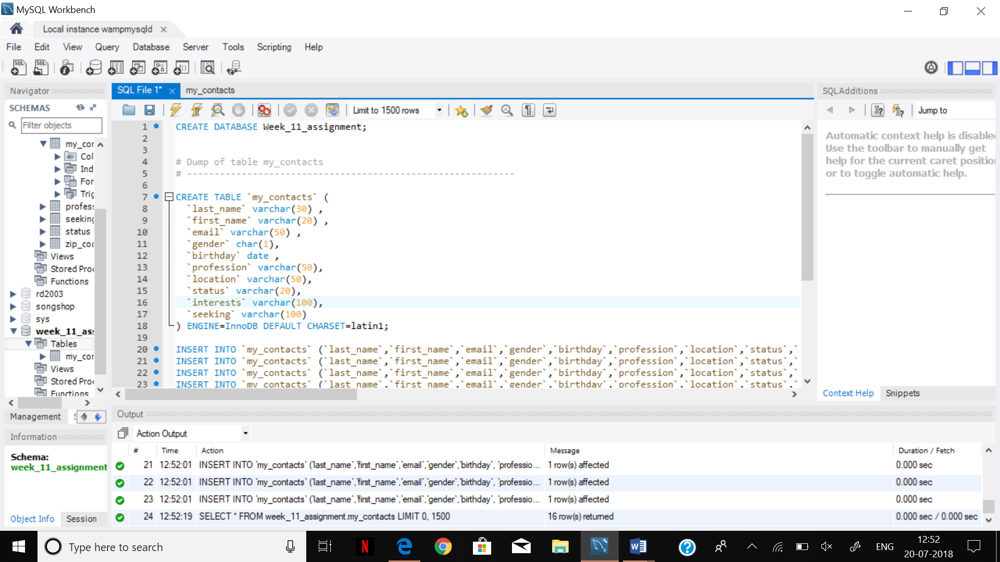 MySQL Workbench
Local instance wampmysqld
File Edit View Query Database Server Tools Scripting Help
Navigator
SCHEMAS
Filter objects
my_cor
Col
Ind
For
Trig
profes
seeking
status
zip_co
Views
Stored Pro
Functions
rd2003
songshop
sys
week_11_as
Tables
my_cor
Views
Stored Pro
Functions
Management
Information
Schema:
week_11_assignment
Object Info Session
SQL File 1* my_contacts
Limit to 1500 rows
1 CREATE DATABASE Week_11_assignment;
2
3
4 # Dump of table my_contacts
5 # ------------------------------------------------------------
6
7 CREATE TABLE `my_contacts` (
8 `last_name` varchar(30) ,
9 `first_name` varchar(20) ,
10 `email` varchar(50) ,
11 `gender` char(1),
12 `birthday` date ,
13 `profession` varchar(50),
14 `location` varchar(50),
15 `status` varchar(20),
16 `interests` varchar(100),
17 `seeking` varchar(100)
18 ) ENGINE=InnoDB DEFAULT CHARSET=latin1;
19
20 INSERT INTO `my_contacts` (`last_name`,`first_name`,`email`,`gender`,`birthday`,`profession`,`location`,`status`,`
21 INSERT INTO `my_contacts` (`last_name`,`first_name`,`email`,`gender`,`birthday`,`profession`,`location`,`status`,`
22 INSERT INTO `my_contacts` (`last_name`,`first_name`,`email`,`gender`,`birthday`,`profession`,`location`,`status`,`
23 INSERT INTO `my_contacts` (`last_name`,`first_name`,`email`,`gender`,`birthday`,`profession`,`location`,`status`,`
SQLAdditions
Jump to
Automatic context help is disable
Use the toolbar to manually get
help for the current caret positio
or to toggle automatic help.
Context Help Snippets
Output
Action Output
# Time Action Message Duration / Fetch
21 12:52:01 INSERT INTO `my_contacts` (`last_name`,`first_name`,`email`,`gender`,`birthday`, `professio... 1 row(s) affected 0.000 sec
22 12:52:01 INSERT INTO `my_contacts` (`last_name`,`first_name`,`email`,`gender`,`birthday`, `professio... 1 row(s) affected 0.000 sec
23 12:52:01 INSERT INTO `my_contacts` (`last_name`,`first_name`,`email`,`gender`,`birthday`, `professio... 1 row(s) affected 0.000 sec
24 12:52:19 SELECT * FROM week_11_assignment.my_contacts LIMIT 0, 1500 16 row(s) returned 0.000 sec / 0.000 sec
Type here to search
ENG
12:52
20-07-2018